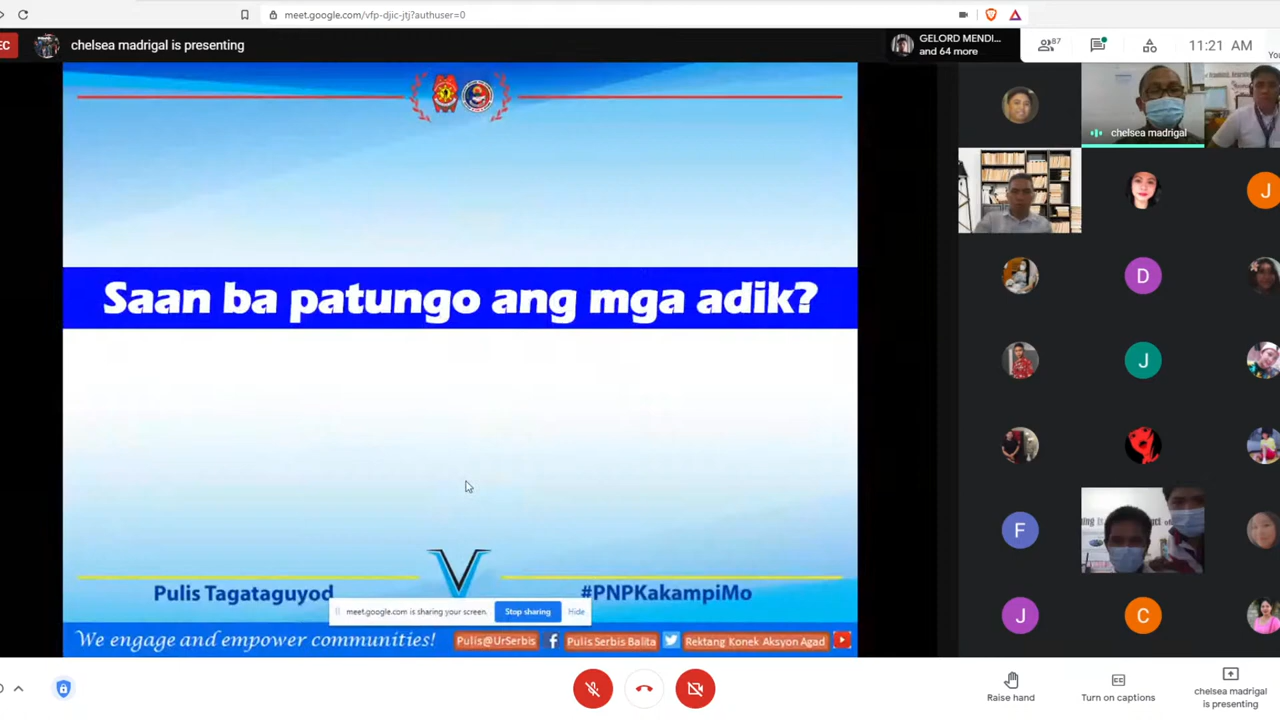 meet.google.com/vfp-djic-jtj?authuser=0
EC
chelsea madrigal is presenting
GELORD MENDI...
and 64 more
87
11:21 AM
You
chelsea madrigal
Saan ba patungo ang mga adik?
J
D
J
F
J
C
V
Pulis Tagataguyod
#PNPKakampiMo
meet.google.com is sharing your screen.
Stop sharing
Hide
We engage and empower communities!
Pulis@UrSerbis
Pulis Serbis Balita
Rektang Konek Aksyon Agad
Raise hand
Turn on captions
chelsea madrigal
is presenting